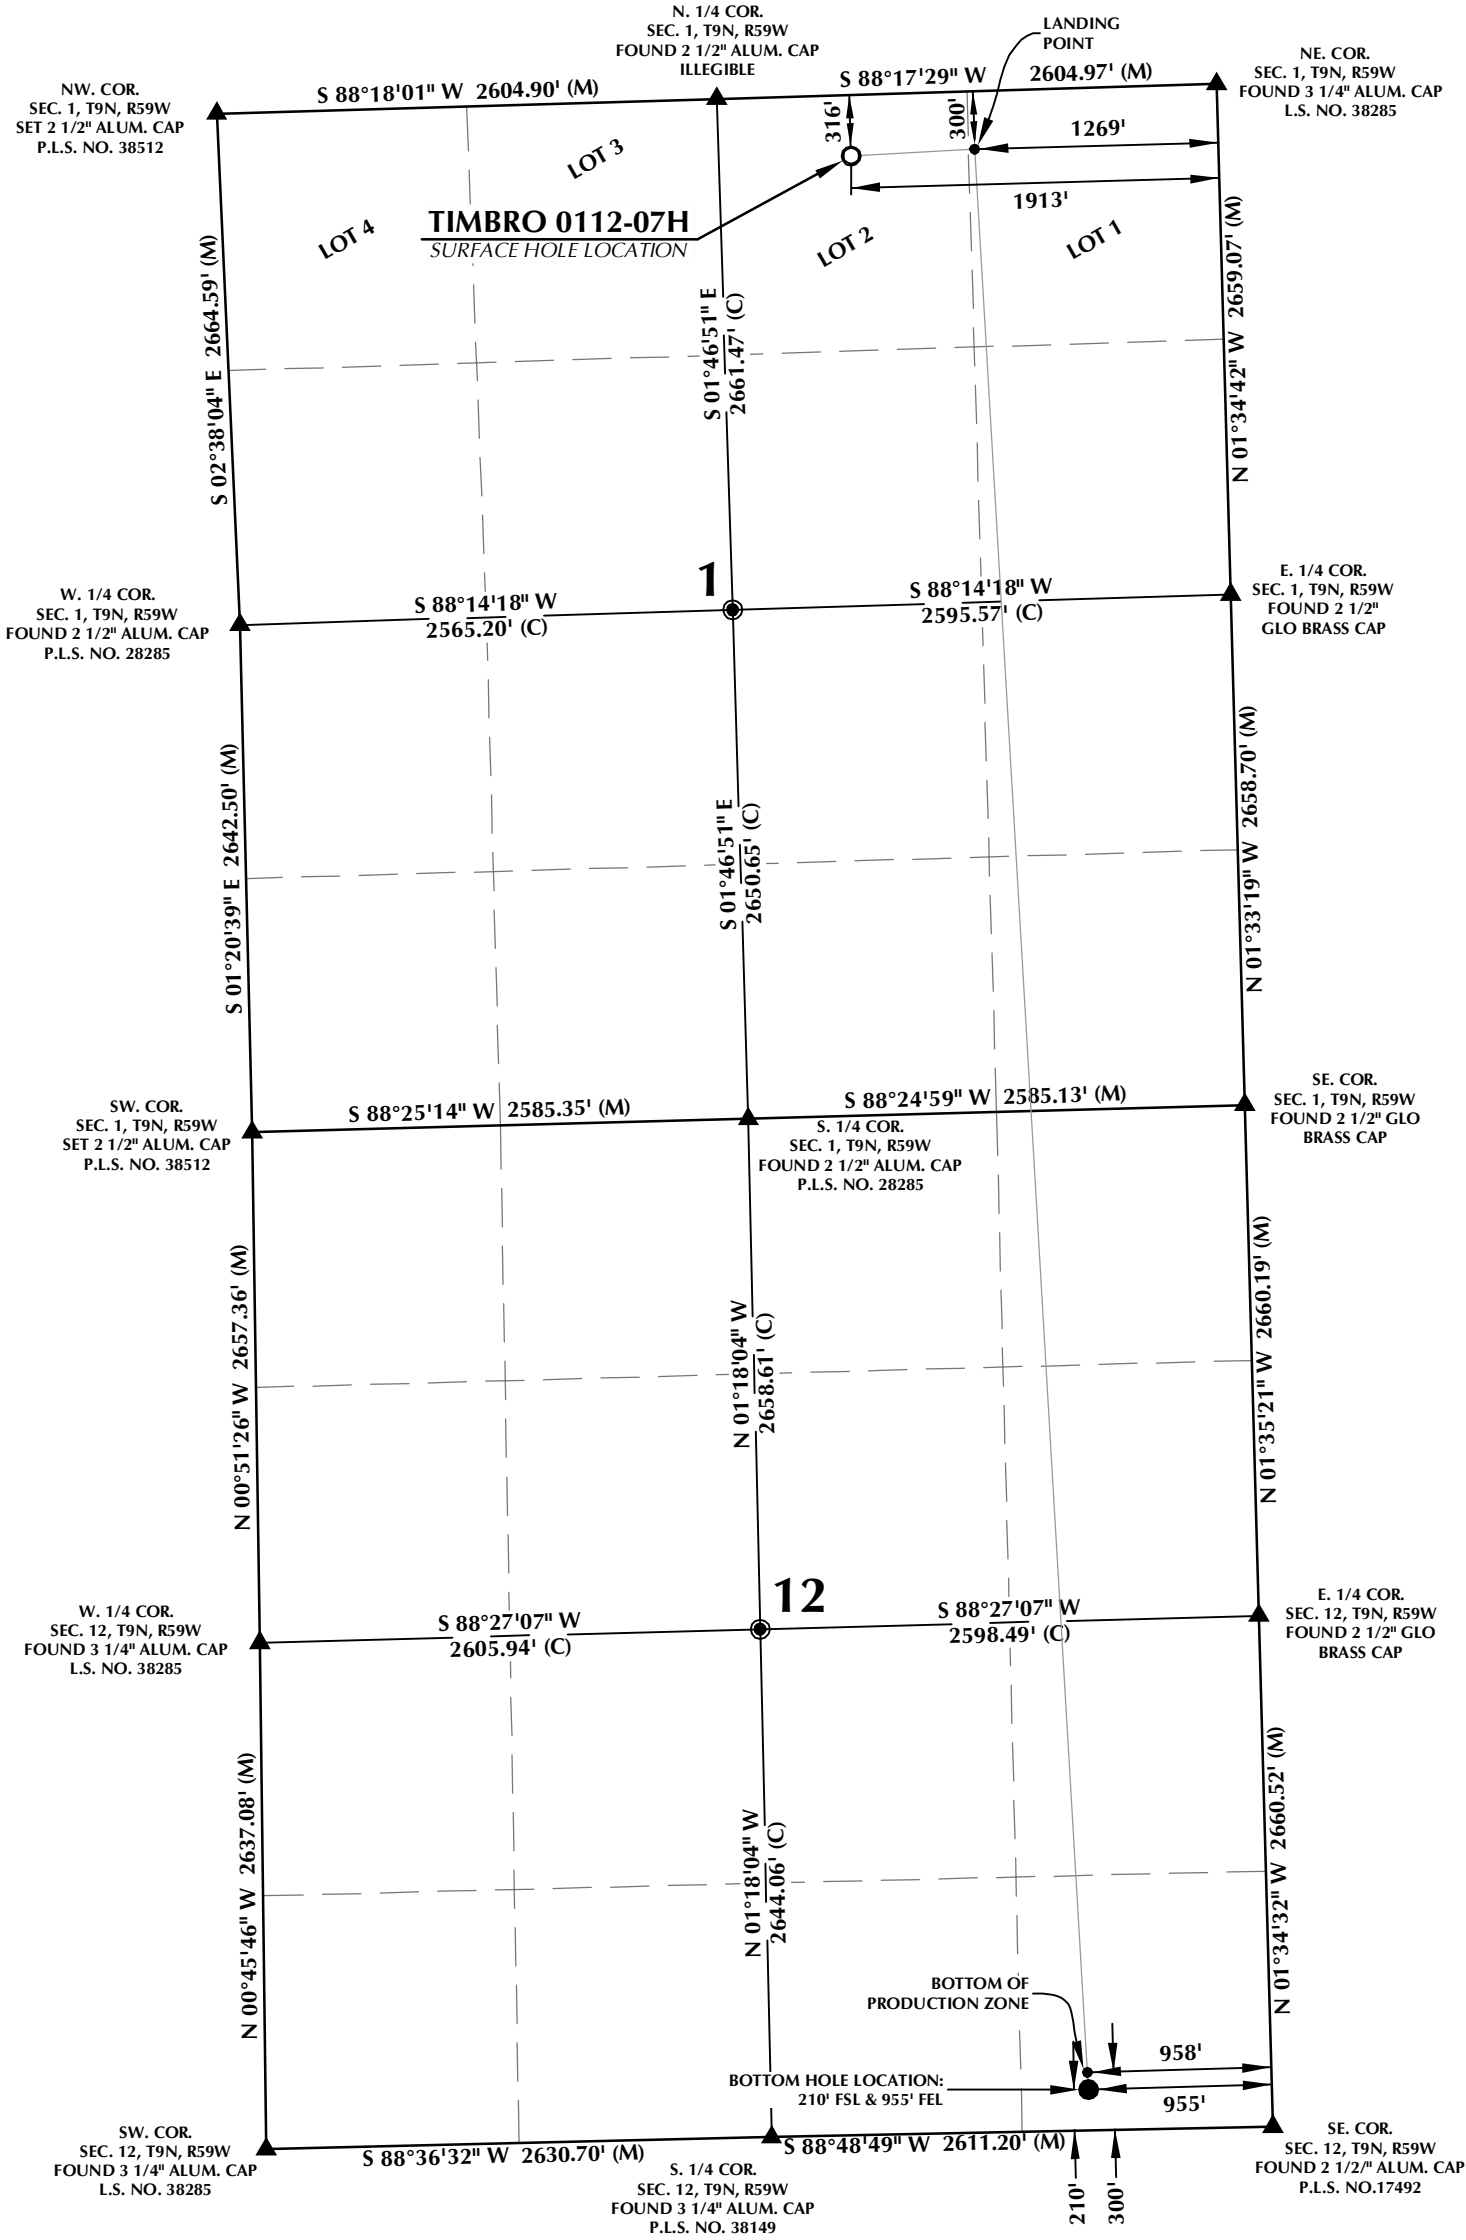 N. 1/4 COR.
SEC. 1, T9N, R59W
FOUND 2 1/2" ALUM. CAP
ILLEGIBLE
LANDING
POINT
NW. COR.
SEC. 1, T9N, R59W
SET 2 1/2" ALUM. CAP
P.L.S. NO. 38512
S 88°18'01" W 2604.90' (M)
S 88°17'29" W 2604.97' (M)
NE. COR.
SEC. 1, T9N, R59W
FOUND 3 1/4" ALUM. CAP
L.S. NO. 38285
316'
300'
1269'
1913'
LOT 3
LOT 4
LOT 2
LOT 1
TIMBRO 0112-07H
SURFACE HOLE LOCATION
S 02°38'04" E 2664.59' (M)
S 01°46'51" E
2661.47' (C)
N 01°34'42" W 2659.07' (M)
W. 1/4 COR.
SEC. 1, T9N, R59W
FOUND 2 1/2" ALUM. CAP
P.L.S. NO. 28285
S 88°14'18" W
2565.20' (C)
1
S 88°14'18" W
2595.57' (C)
E. 1/4 COR.
SEC. 1, T9N, R59W
FOUND 2 1/2"
GLO BRASS CAP
S 01°20'39" E 2642.50' (M)
S 01°46'51" E
2650.65' (C)
N 01°33'19" W 2658.70' (M)
SW. COR.
SEC. 1, T9N, R59W
SET 2 1/2" ALUM. CAP
P.L.S. NO. 38512
S 88°25'14" W 2585.35' (M)
S 88°24'59" W 2585.13' (M)
S. 1/4 COR.
SEC. 1, T9N, R59W
FOUND 2 1/2" ALUM. CAP
P.L.S. NO. 28285
SE. COR.
SEC. 1, T9N, R59W
FOUND 2 1/2" GLO
BRASS CAP
N 00°51'26" W 2657.36' (M)
N 01°18'04" W
2658.61' (C)
N 01°35'21" W 2660.19' (M)
W. 1/4 COR.
SEC. 12, T9N, R59W
FOUND 3 1/4" ALUM. CAP
L.S. NO. 38285
S 88°27'07" W
2605.94' (C)
12
S 88°27'07" W
2598.49' (C)
E. 1/4 COR.
SEC. 12, T9N, R59W
FOUND 2 1/2" GLO
BRASS CAP
N 00°45'46" W 2637.08' (M)
N 01°18'04" W
2644.06' (C)
N 01°34'32" W 2660.52' (M)
BOTTOM OF
PRODUCTION ZONE
958'
BOTTOM HOLE LOCATION:
210' FSL & 955' FEL
955'
SW. COR.
SEC. 12, T9N, R59W
FOUND 3 1/4" ALUM. CAP
L.S. NO. 38285
S 88°36'32" W 2630.70' (M)
S 88°48'49" W 2611.20' (M)
S. 1/4 COR.
SEC. 12, T9N, R59W
FOUND 3 1/4" ALUM. CAP
P.L.S. NO. 38149
210'
300'
SE. COR.
SEC. 12, T9N, R59W
FOUND 2 1/2/" ALUM. CAP
P.L.S. NO.17492